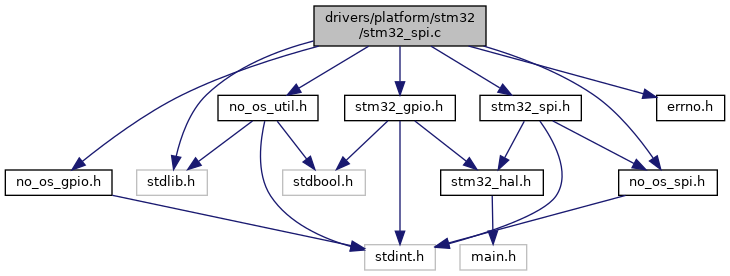 drivers/platform/stm32
/stm32_spi.c
no_os_util.h
stm32_gpio.h
stm32_spi.h
errno.h
no_os_gpio.h
stdlib.h
stdbool.h
stm32_hal.h
no_os_spi.h
stdint.h
main.h